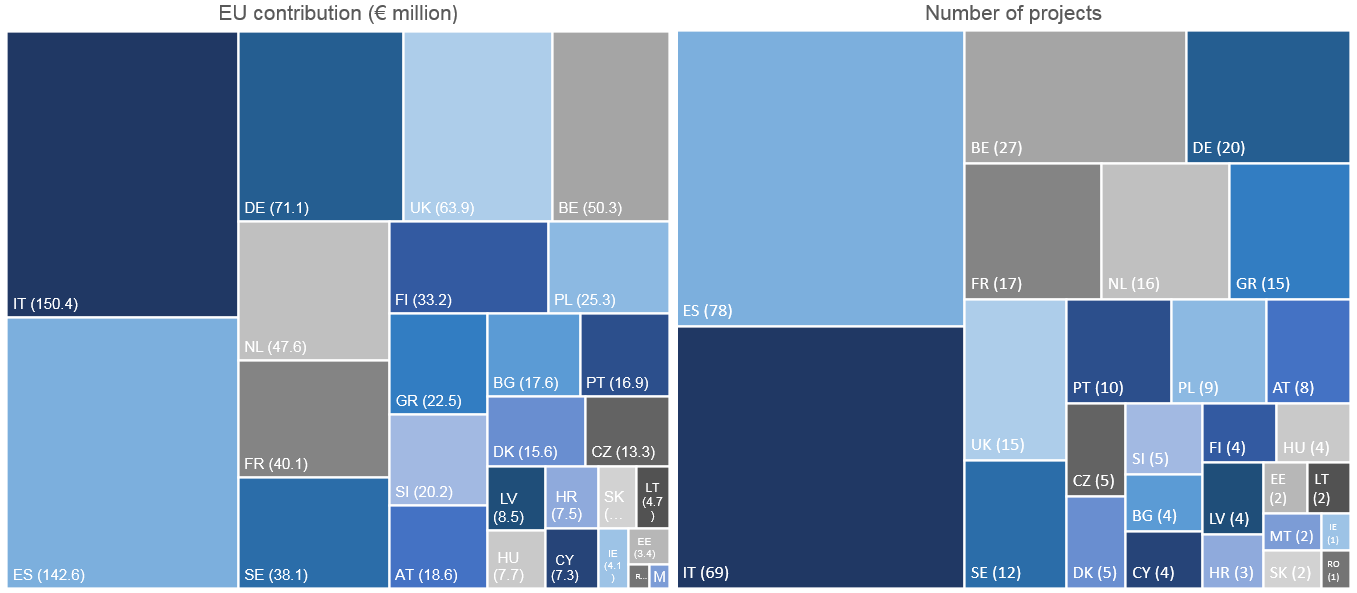 EU contribution (€ million)
IT (150.4)
ES (142.6)
DE (71.1)
UK (63.9)
BE (50.3)
NL (47.6)
FR (40.1)
SE (38.1)
FI (33.2)
PL (25.3)
GR (22.5)
SI (20.2)
AT (18.6)
BG (17.6)
PT (16.9)
DK (15.6)
CZ (13.3)
LV
(8.5)
HU
(7.7)
HR
(7.5)
CY
(7.3)
SK
(...
LT
(4.7
)
IE
(4.1
)
EE
(3.4)
R...
M
Number of projects
ES (78)
IT (69)
BE (27)
DE (20)
FR (17)
NL (16)
GR (15)
UK (15)
SE (12)
PT (10)
PL (9)
AT (8)
CZ (5)
DK (5)
SI (5)
BG (4)
CY (4)
FI (4)
HU (4)
LV (4)
HR (3)
EE
(2)
LT
(2)
MT (2)
SK (2)
IE
(1)
RO
(1)